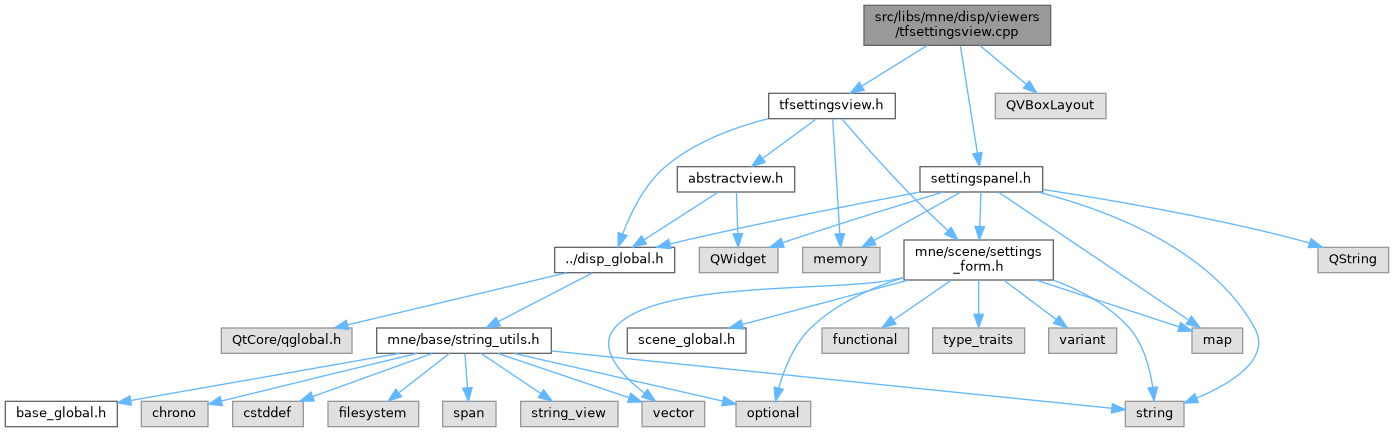 src/libs/mne/disp/viewers
/tfsettingsview.cpp
tfsettingsview.h
QVBoxLayout
abstractview.h
settingspanel.h
../disp_global.h
QWidget
memory
mne/scene/settings
_form.h
QString
QtCore/qglobal.h
mne/base/string_utils.h
scene_global.h
functional
type_traits
variant
map
base_global.h
chrono
cstddef
filesystem
span
string_view
vector
optional
string